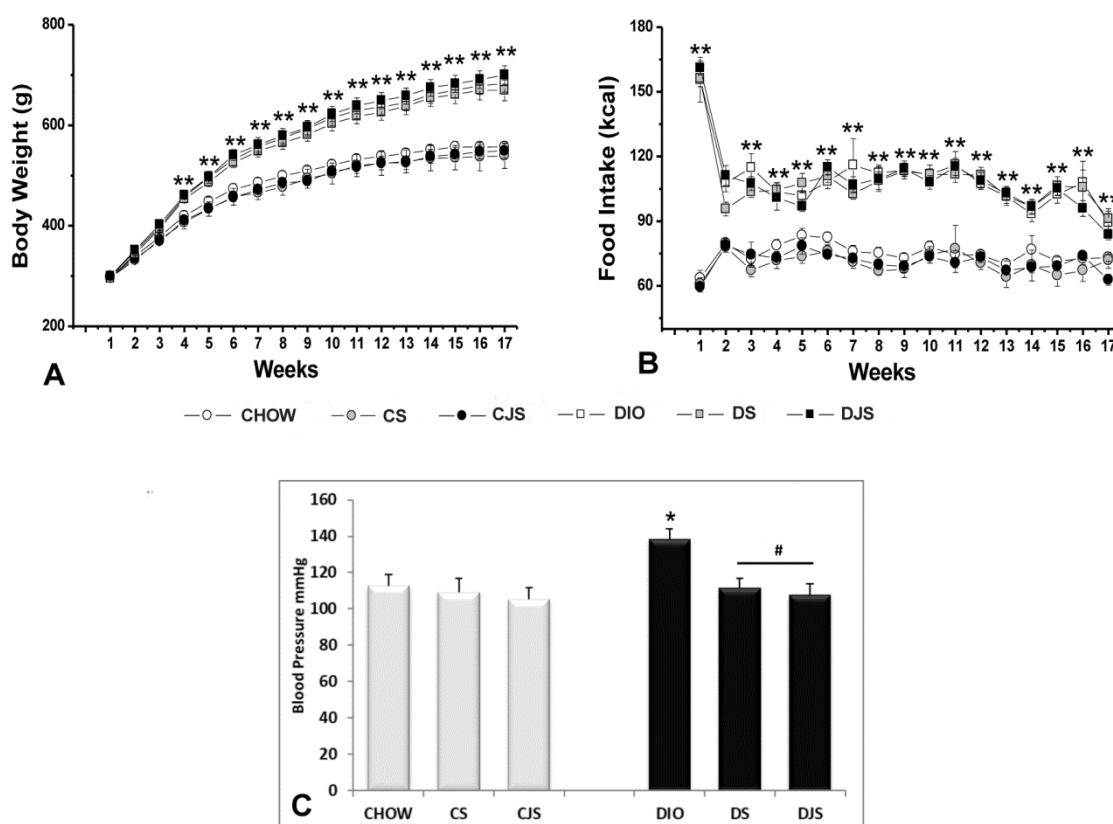 800
600
400
200
Body Weight (g)
** ** ** ** ** ** ** ** ** ** ** ** ** **
1 2 3 4 5 6 7 8 9 10 11 12 13 14 15 16 17
Weeks
A
180
150
120
90
60
Food Intake (kcal)
** ** ** ** ** ** ** ** ** ** ** ** ** ** ** **
1 2 3 4 5 6 7 8 9 10 11 12 13 14 15 16 17
Weeks
B
CHOW CS CJS DIO DS DJS
160
140
120
100
80
60
40
20
0
Blood Pressure mmHg
*
#
C
CHOW CS CJS DIO DS DJS